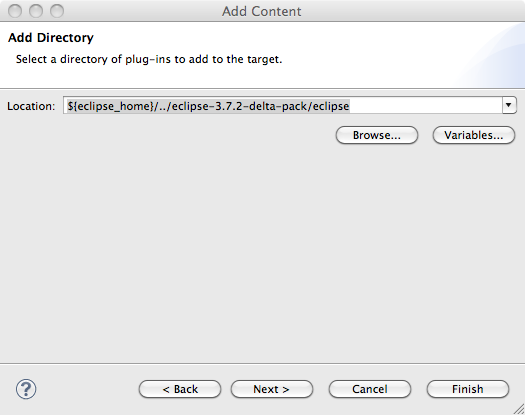 Add Content
Add Directory
Select a directory of plug-ins to add to the target.
Location: ${eclipse_home}/../eclipse-3.7.2-delta-pack/eclipse
Browse... Variables...
? < Back Next > Cancel Finish